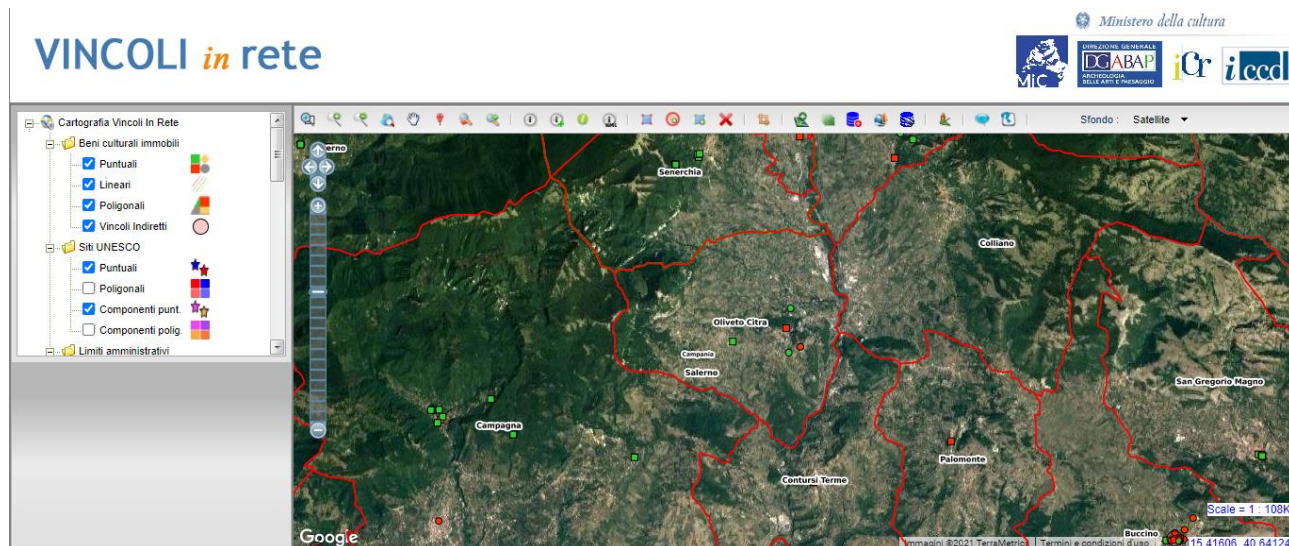 Ministero della cultura
VINCOLI in rete
MiC
DIREZIONE GENERALE
DGABAP
ARCHEOLOGIA
BELLE ARTI E PAESAGGIO
iCr
iccd
Cartografia Vincoli In Rete
Beni culturali immobili
Puntuali
Lineari
Poligonali
Vincoli Indiretti
Siti UNESCO
Puntuali
Poligonali
Componenti punt.
Componenti polig.
Limiti amministrativi
Sfondo : Satellite
erno
Senerchia
Colliano
Oliveto Citra
Campania
Salerno
San Gregorio Magno
Campagna
Palomonte
Contursi Terme
Scale = 1 : 108K
Buccino
Google
Immagini ©2021 TerraMetrics
Termini e condizioni d'uso
15.41606, 40.64124